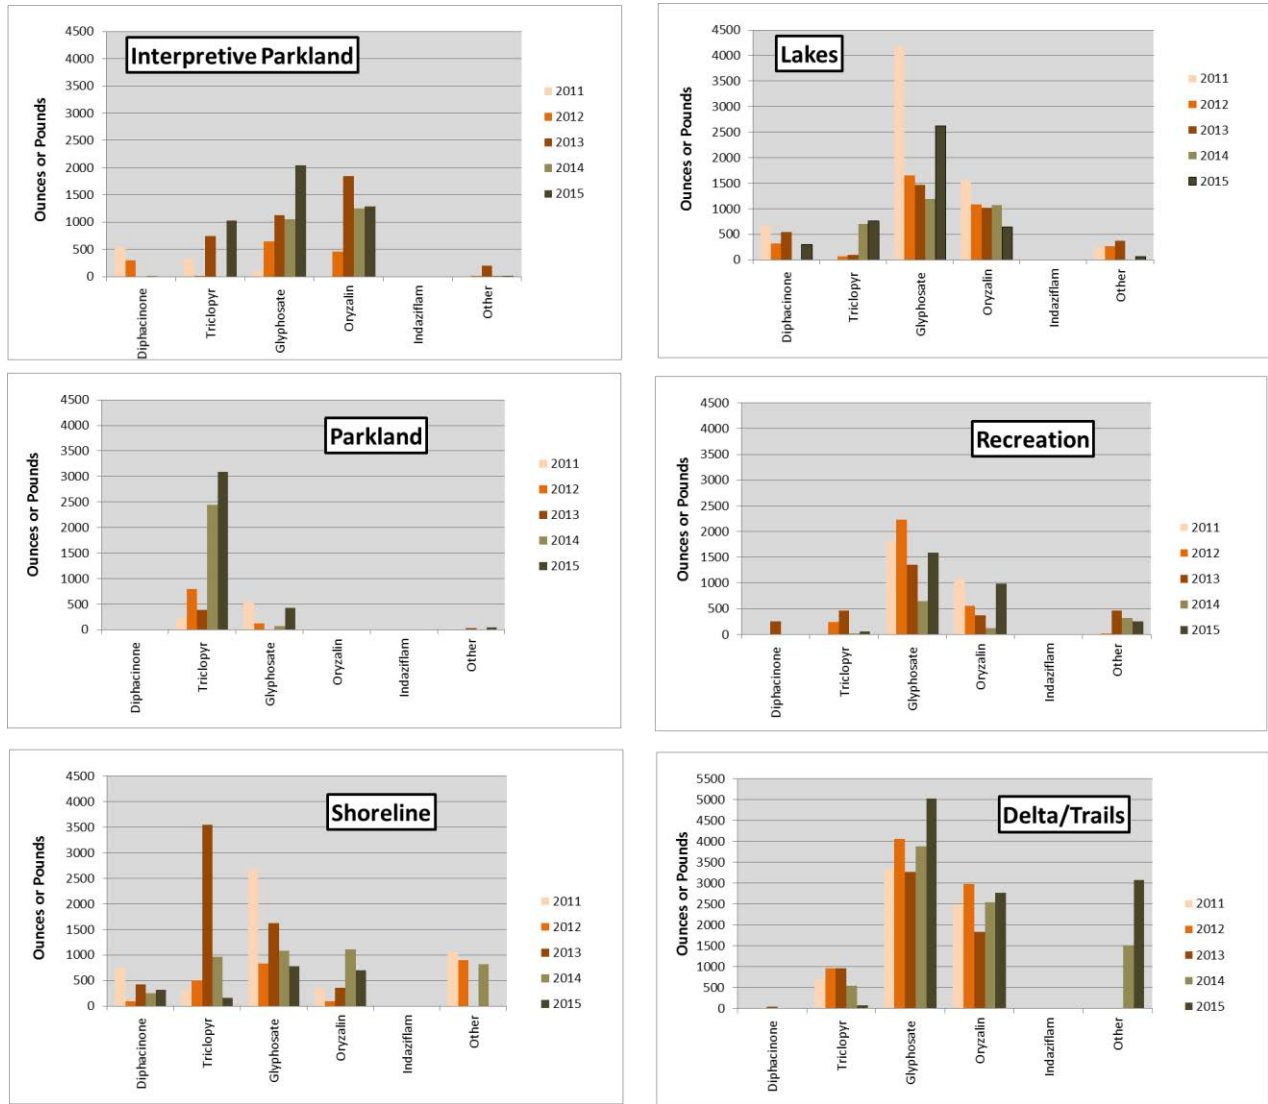 Interpretive Parkland
Ounces or Pounds
4500
4000
3500
3000
2500
2000
1500
1000
500
0
Diphacinone
Triclopyr
Glyphosate
Oryzalin
Indaziflam
Other
2011
2012
2013
2014
2015
Lakes
Ounces or Pounds
4500
4000
3500
3000
2500
2000
1500
1000
500
0
Diphacinone
Triclopyr
Glyphosate
Oryzalin
Indaziflam
Other
2011
2012
2013
2014
2015
Parkland
Ounces or Pounds
4500
4000
3500
3000
2500
2000
1500
1000
500
0
Diphacinone
Triclopyr
Glyphosate
Oryzalin
Indaziflam
Other
2011
2012
2013
2014
2015
Recreation
Ounces or Pounds
4500
4000
3500
3000
2500
2000
1500
1000
500
0
Diphacinone
Triclopyr
Glyphosate
Oryzalin
Indaziflam
Other
2011
2012
2013
2014
2015
Shoreline
Ounces or Pounds
4500
4000
3500
3000
2500
2000
1500
1000
500
0
Diphacinone
Triclopyr
Glyphosate
Oryzalin
Indaziflam
Other
2011
2012
2013
2014
2015
Delta/Trails
Ounces or Pounds
5500
5000
4500
4000
3500
3000
2500
2000
1500
1000
500
0
Diphacinone
Triclopyr
Glyphosate
Oryzalin
Indaziflam
Other
2011
2012
2013
2014
2015